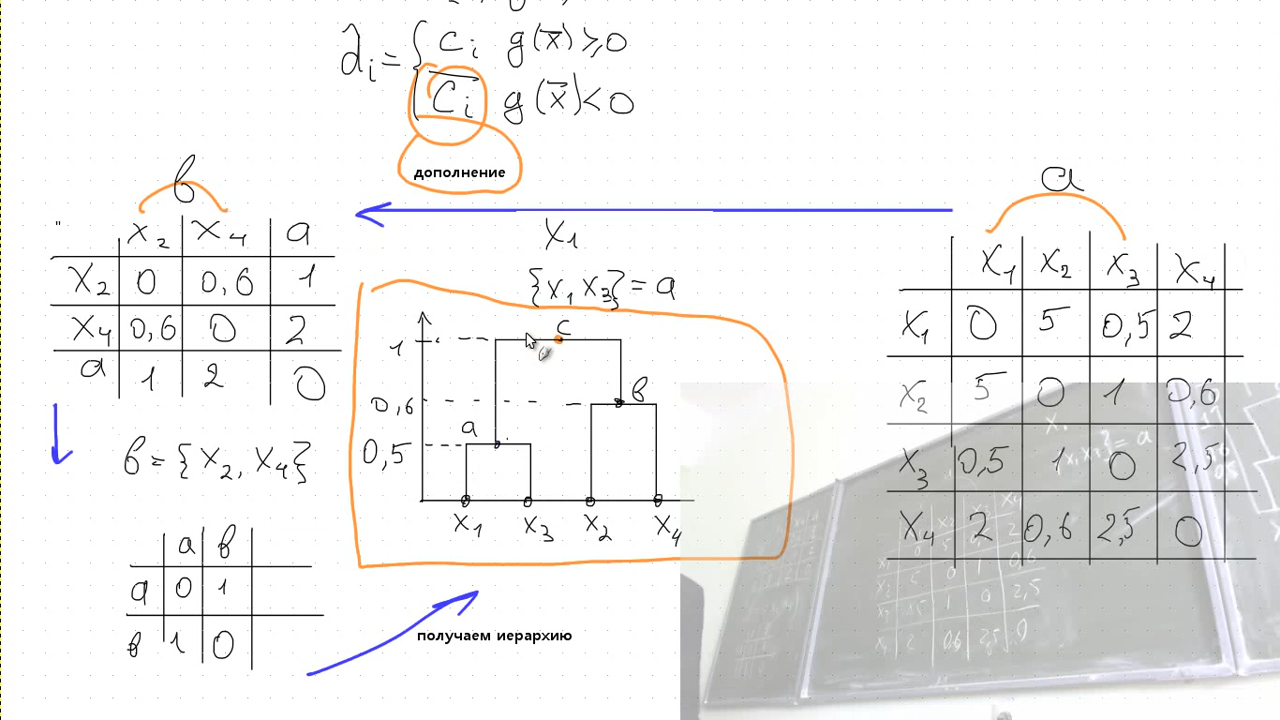 λi = { Ci g(x̄) ≥ 0
C̄i g(x̄) < 0
дополнение
в
"
x2 x4 a
x2 0 0,6 1
x4 0,6 0 2
a 1 2 0
в = {x2, x4}
a в
a 0 1
в 1 0
x1
{x1 x3} = a
1 c
0,6 в
0,5 a
x1 x3 x2 x4
получаем иерархию
a
x1 x2 x3 x4
x1 0 5 0,5 2
x2 5 0 1 0,6
x3 0,5 1 0 2,5
x4 2 0,6 2,5 0